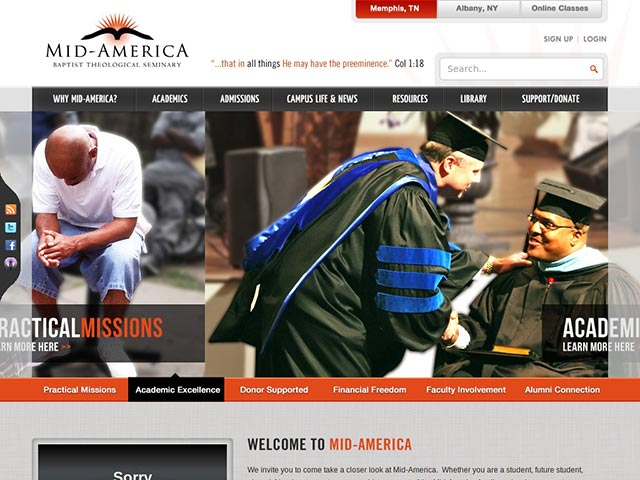 Memphis, TN
Albany, NY
Online Classes
MID-AMERICA
BAPTIST THEOLOGICAL SEMINARY
"...that in all things He may have the preeminence." Col 1:18
SIGN UP | LOGIN
Search...
WHY MID-AMERICA?
ACADEMICS
ADMISSIONS
CAMPUS LIFE & NEWS
RESOURCES
LIBRARY
SUPPORT/DONATE
RACTICALMISSIONS
ARN MORE HERE >>
ACADEMI
LEARN MORE HERE >
Practical Missions
Academic Excellence
Donor Supported
Financial Freedom
Faculty Involvement
Alumni Connection
WELCOME TO MID-AMERICA
Sorry
We invite you to come take a closer look at Mid-America. Whether you are a student, future student,